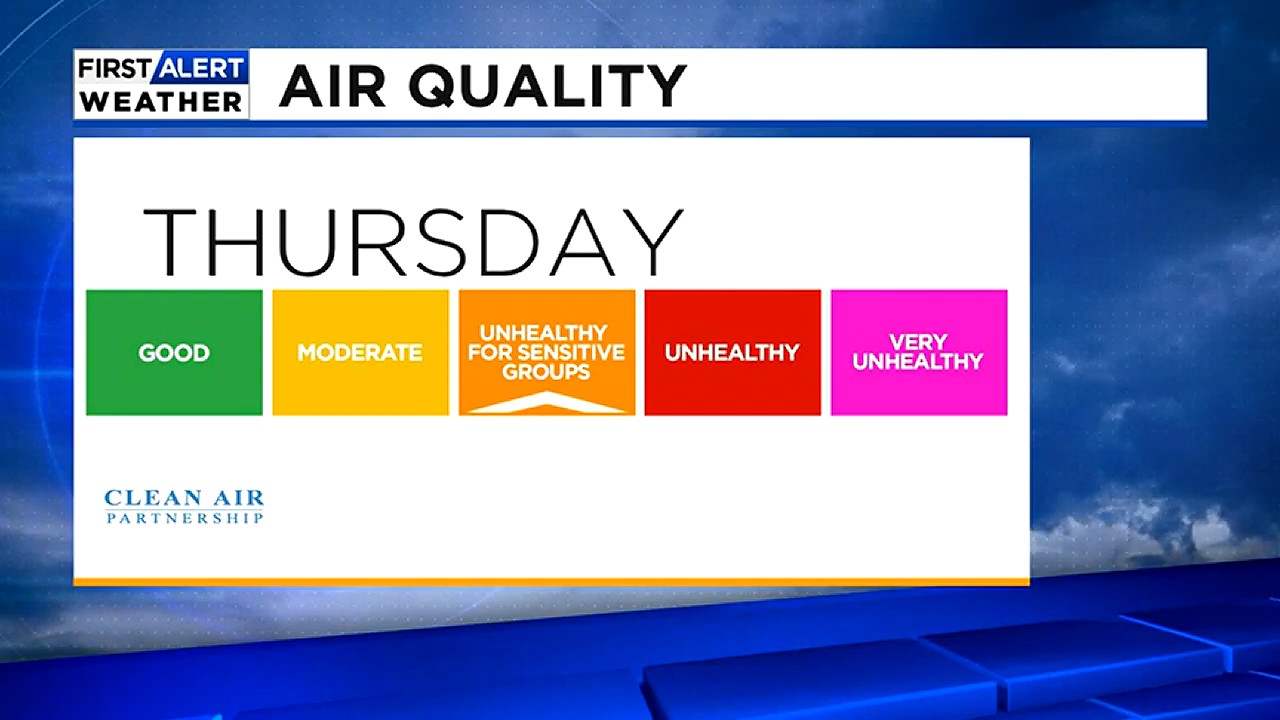 FIRST ALERT
WEATHER
AIR QUALITY
THURSDAY
GOOD
MODERATE
UNHEALTHY
FOR SENSITIVE
GROUPS
UNHEALTHY
VERY
UNHEALTHY
CLEAN AIR
PARTNERSHIP